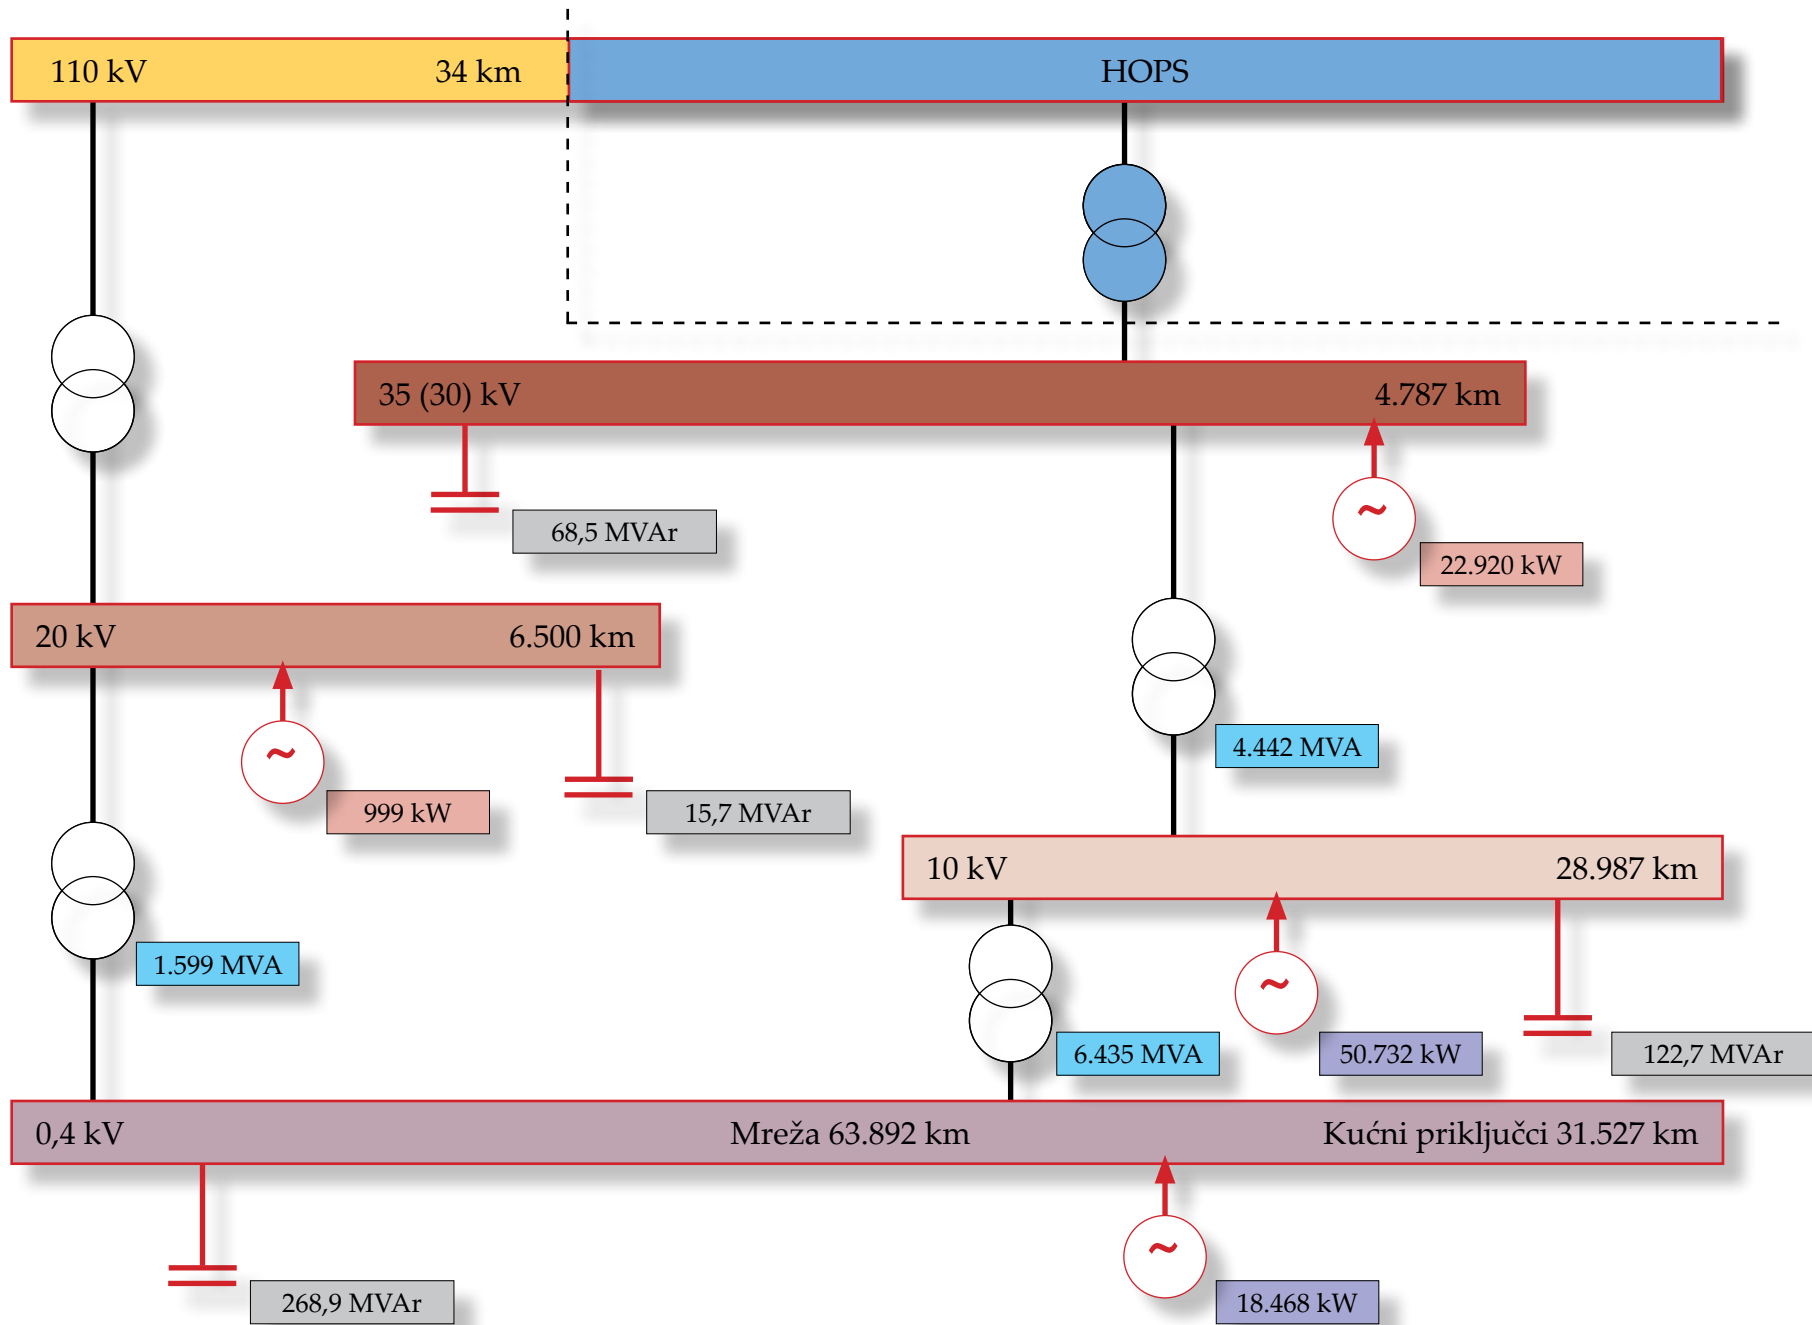 110 kV
34 km
HOPS
35 (30) kV
4.787 km
68,5 MVAr
22.920 kW
20 kV
6.500 km
4.442 MVA
999 kW
15,7 MVAr
10 kV
28.987 km
1.599 MVA
6.435 MVA
50.732 kW
122,7 MVAr
0,4 kV
Mreža 63.892 km
Kućni priključci 31.527 km
268,9 MVAr
18.468 kW